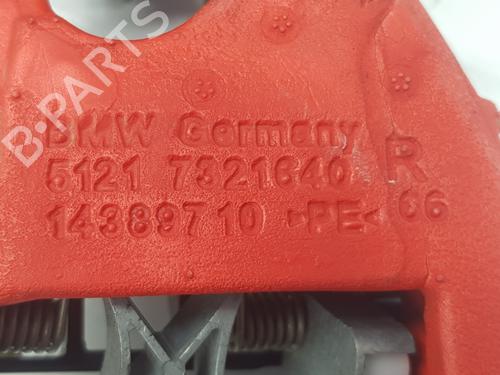 B-PARTS
BMW Germany
5121 7321640 R
14389710 >PE< 06